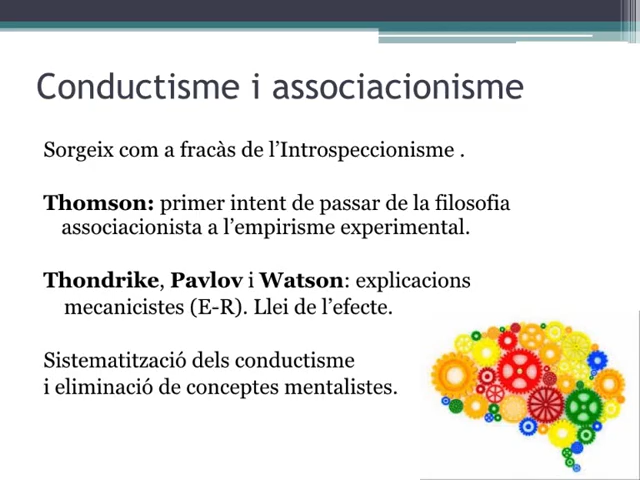 Conductisme i associacionisme
Sorgeix com a fracàs de l’Introspeccionisme .
Thomson: primer intent de passar de la filosofia
associacionista a l’empirisme experimental.
Thondrike, Pavlov i Watson: explicacions
mecanicistes (E-R). Llei de l’efecte.
Sistematització dels conductisme
i eliminació de conceptes mentalistes.